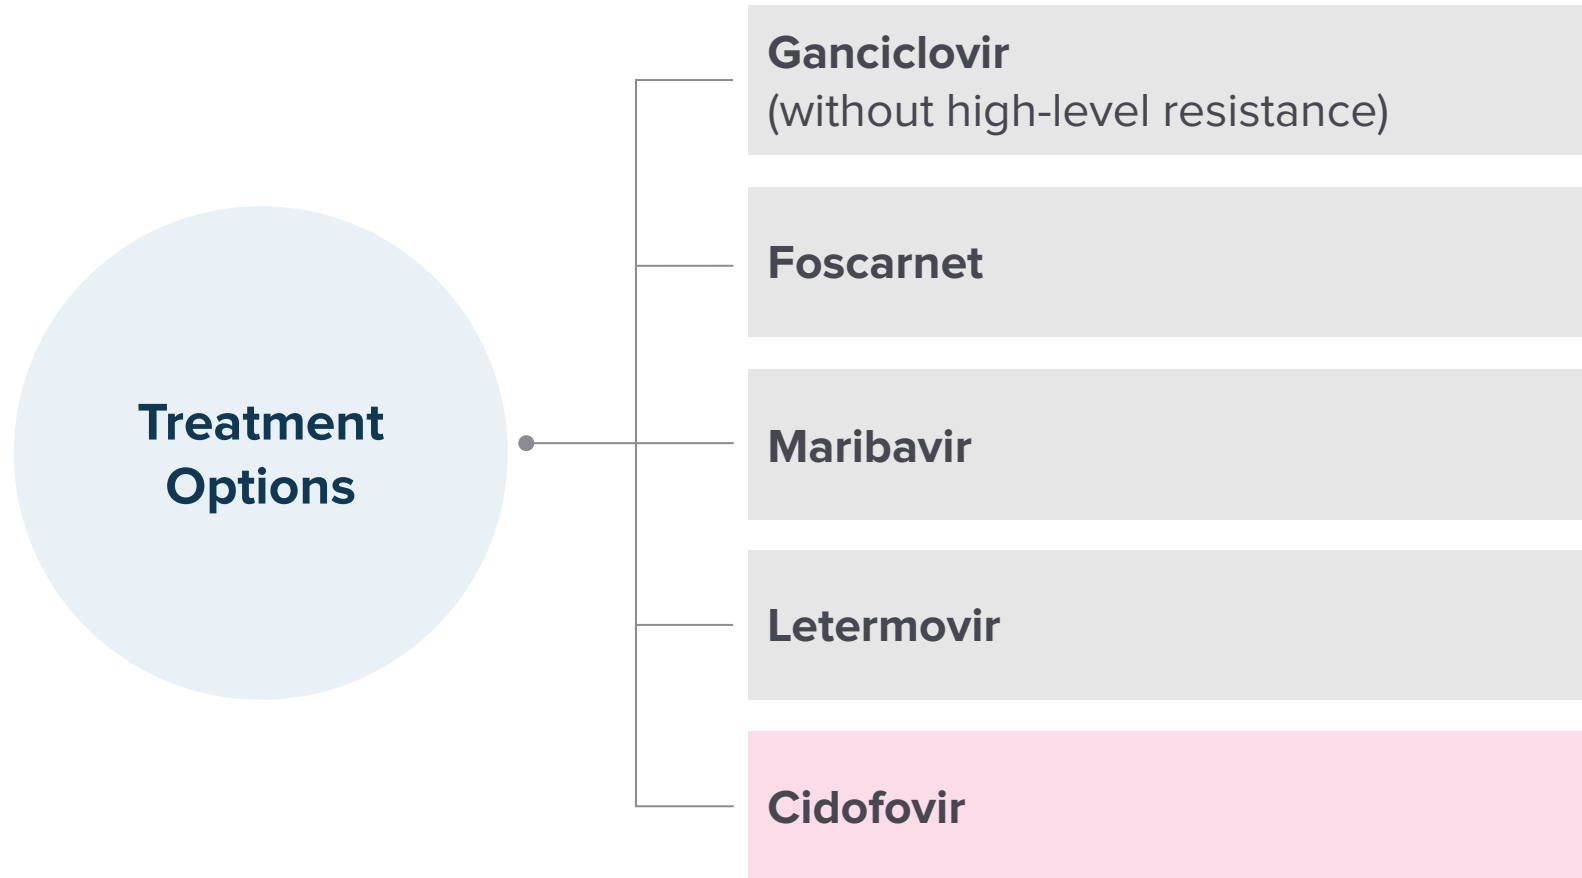 Treatment
Options
Ganciclovir
(without high-level resistance)
Foscarnet
Maribavir
Letermovir
Cidofovir